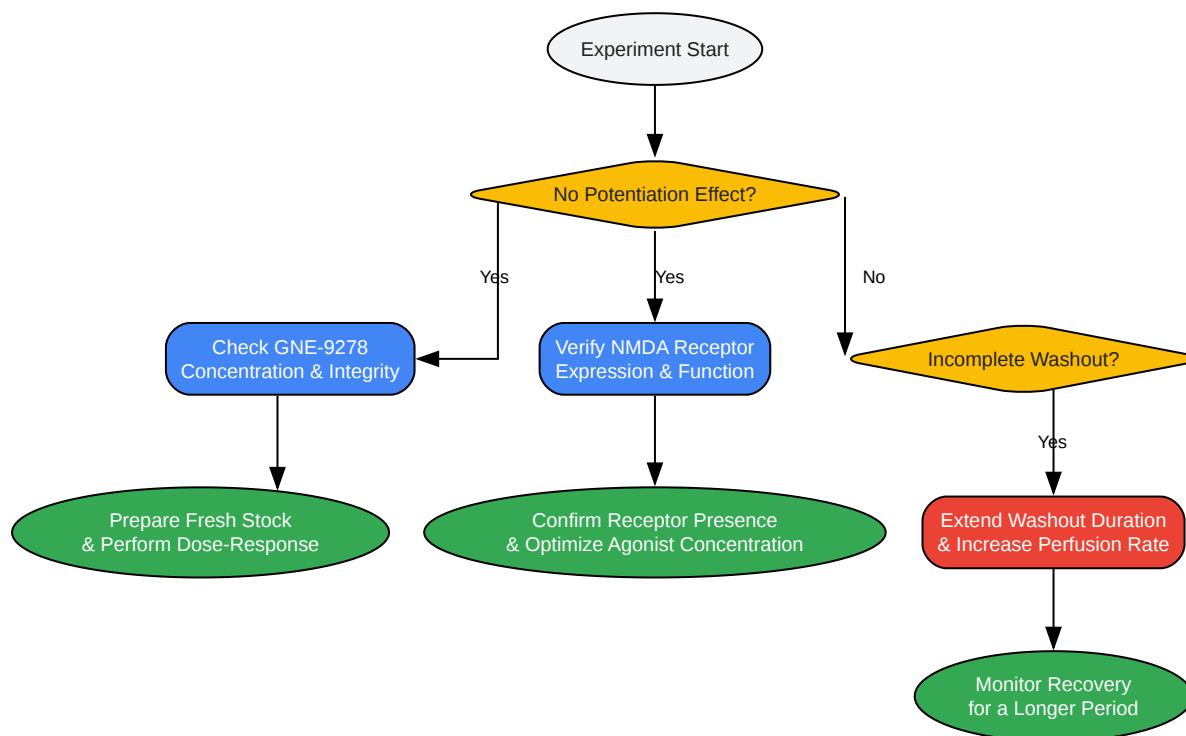 Experiment Start
No Potentiation Effect?
Yes
Yes
No
Check GNE-9278
Concentration & Integrity
Verify NMDA Receptor
Expression & Function
Incomplete Washout?
Yes
Prepare Fresh Stock
& Perform Dose-Response
Confirm Receptor Presence
& Optimize Agonist Concentration
Extend Washout Duration
& Increase Perfusion Rate
Monitor Recovery
for a Longer Period